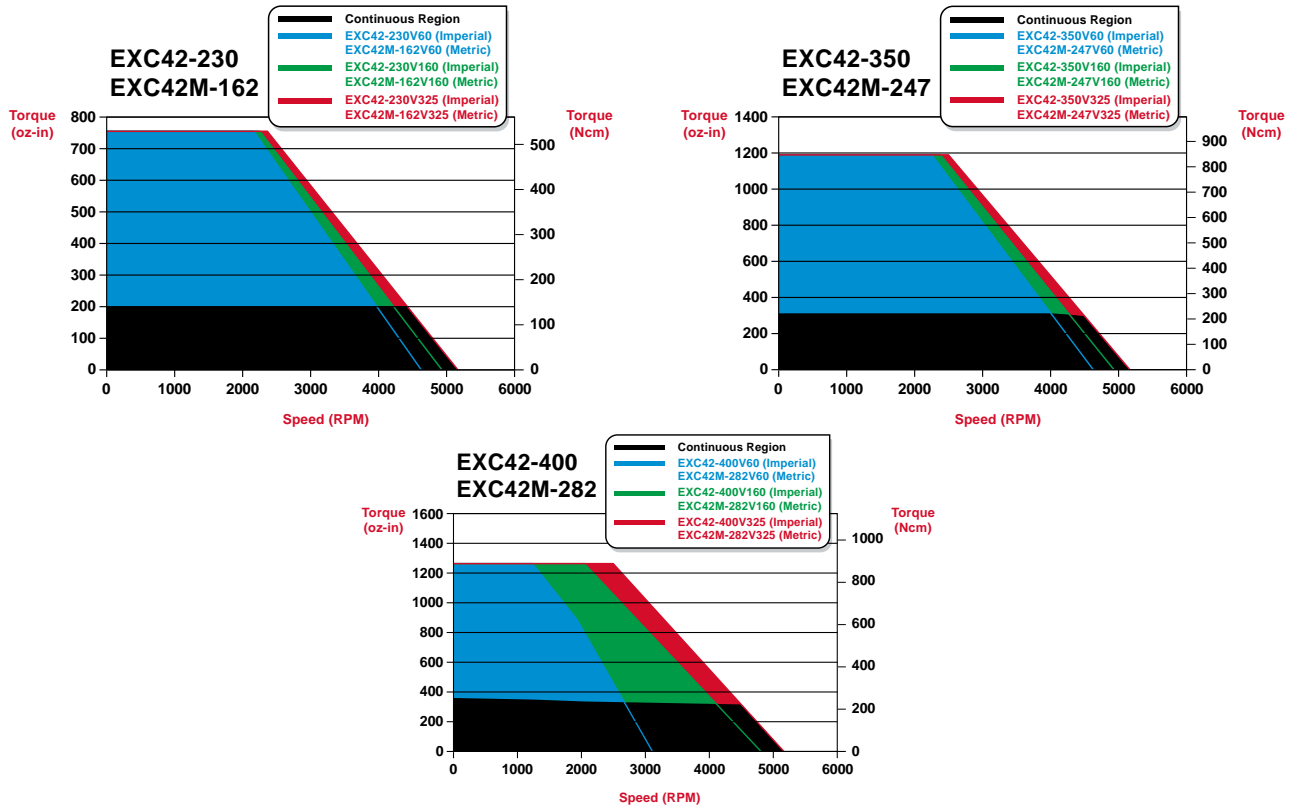 EXC42-230
EXC42M-162
Continuous Region
EXC42-230V60 (Imperial)
EXC42M-162V60 (Metric)
EXC42-230V160 (Imperial)
EXC42M-162V160 (Metric)
EXC42-230V325 (Imperial)
EXC42M-162V325 (Metric)
Torque
(oz-in)
800
700
600
500
400
300
200
100
0
Torque
(Ncm)
500
400
300
200
100
0
0 1000 2000 3000 4000 5000 6000
Speed (RPM)
EXC42-350
EXC42M-247
Continuous Region
EXC42-350V60 (Imperial)
EXC42M-247V60 (Metric)
EXC42-350V160 (Imperial)
EXC42M-247V160 (Metric)
EXC42-350V325 (Imperial)
EXC42M-247V325 (Metric)
Torque
(oz-in)
1400
1200
1000
800
600
400
200
0
Torque
(Ncm)
900
800
700
600
500
400
300
200
100
0
0 1000 2000 3000 4000 5000 6000
Speed (RPM)
EXC42-400
EXC42M-282
Continuous Region
EXC42-400V60 (Imperial)
EXC42M-282V60 (Metric)
EXC42-400V160 (Imperial)
EXC42M-282V160 (Metric)
EXC42-400V325 (Imperial)
EXC42M-282V325 (Metric)
Torque
(oz-in)
1600
1400
1200
1000
800
600
400
200
0
Torque
(Ncm)
1000
800
600
400
200
0
0 1000 2000 3000 4000 5000 6000
Speed (RPM)